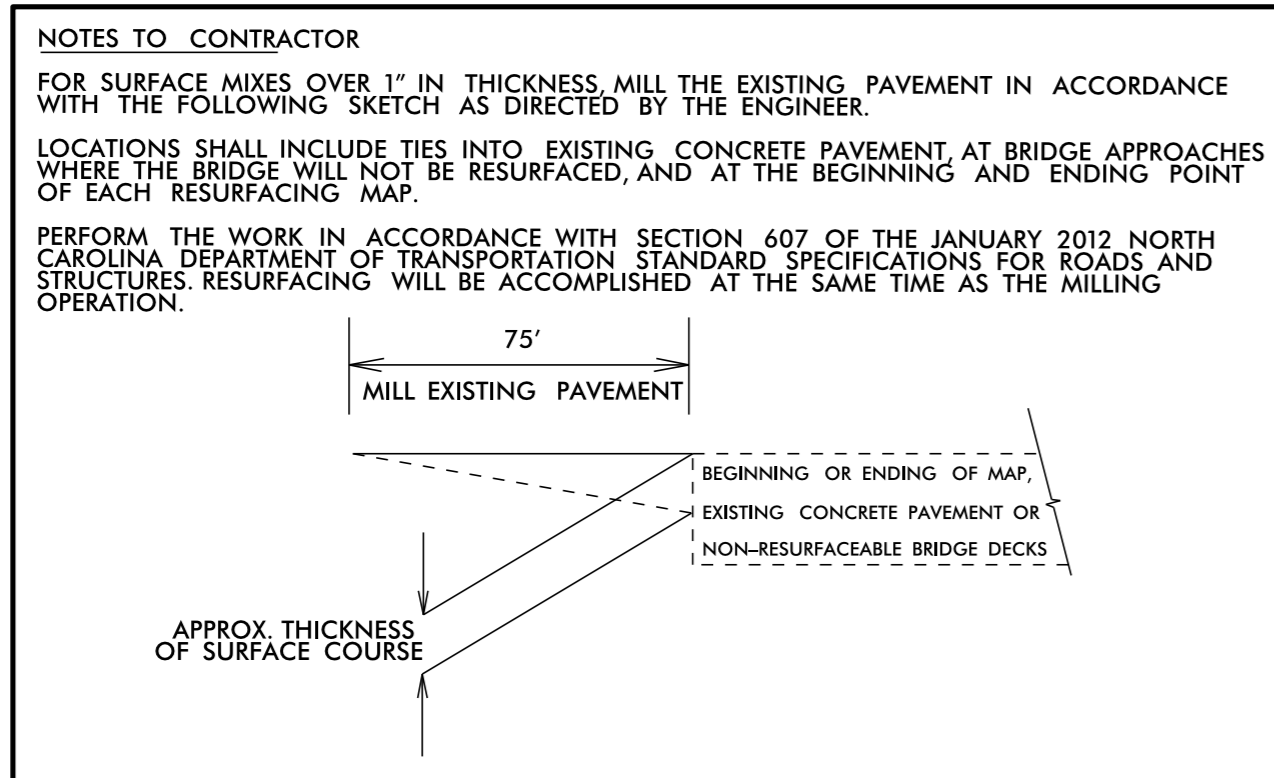 NOTES TO CONTRACTOR
FOR SURFACE MIXES OVER 1" IN THICKNESS, MILL THE EXISTING PAVEMENT IN ACCORDANCE
WITH THE FOLLOWING SKETCH AS DIRECTED BY THE ENGINEER.
LOCATIONS SHALL INCLUDE TIES INTO EXISTING CONCRETE PAVEMENT, AT BRIDGE APPROACHES
WHERE THE BRIDGE WILL NOT BE RESURFACED, AND AT THE BEGINNING AND ENDING POINT
OF EACH RESURFACING MAP.
PERFORM THE WORK IN ACCORDANCE WITH SECTION 607 OF THE JANUARY 2012 NORTH
CAROLINA DEPARTMENT OF TRANSPORTATION STANDARD SPECIFICATIONS FOR ROADS AND
STRUCTURES. RESURFACING WILL BE ACCOMPLISHED AT THE SAME TIME AS THE MILLING
OPERATION.
75'
MILL EXISTING PAVEMENT
BEGINNING OR ENDING OF MAP,
EXISTING CONCRETE PAVEMENT OR
NON-RESURFACEABLE BRIDGE DECKS
APPROX. THICKNESS
OF SURFACE COURSE